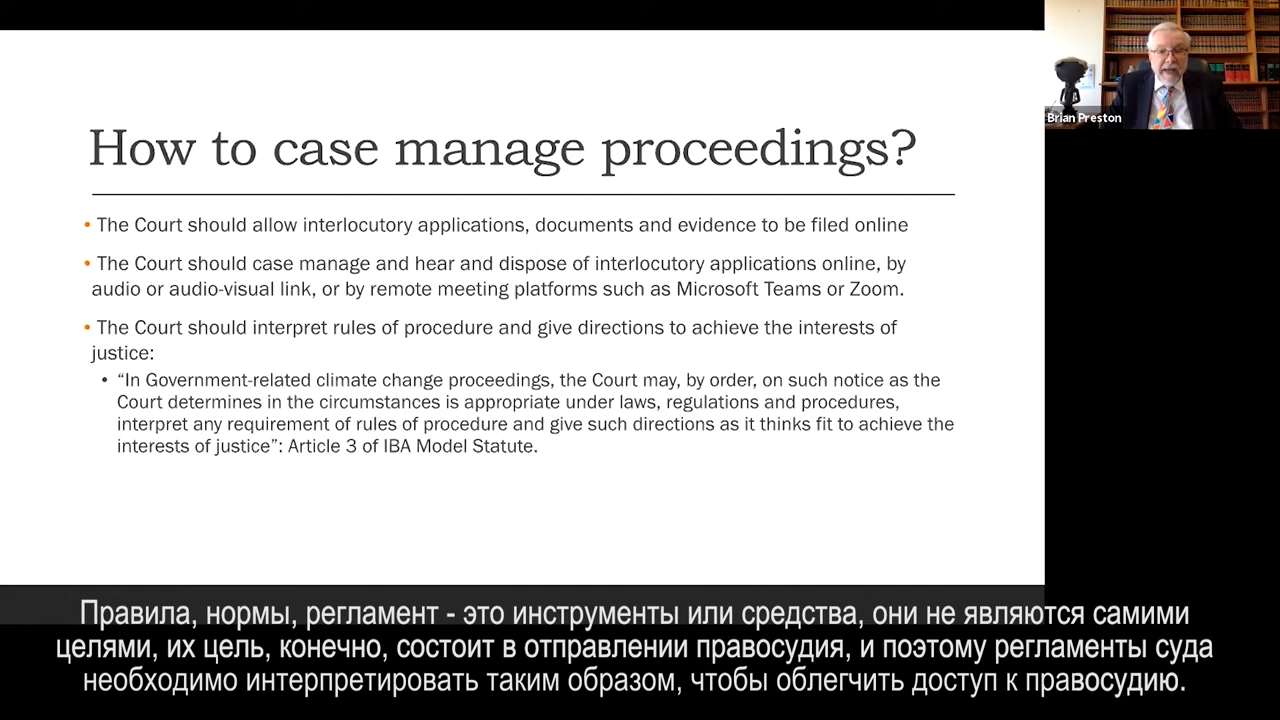 How to case manage proceedings?
• The Court should allow interlocutory applications, documents and evidence to be filed online
• The Court should case manage and hear and dispose of interlocutory applications online, by
audio or audio-visual link, or by remote meeting platforms such as Microsoft Teams or Zoom.
• The Court should interpret rules of procedure and give directions to achieve the interests of
justice:
• “In Government-related climate change proceedings, the Court may, by order, on such notice as the
Court determines in the circumstances is appropriate under laws, regulations and procedures,
interpret any requirement of rules of procedure and give such directions as it thinks fit to achieve the
interests of justice”: Article 3 of IBA Model Statute.
Brian Preston
Правила, нормы, регламент - это инструменты или средства, они не являются самими
целями, их цель, конечно, состоит в отправлении правосудия, и поэтому регламенты суда
необходимо интерпретировать таким образом, чтобы облегчить доступ к правосудию.